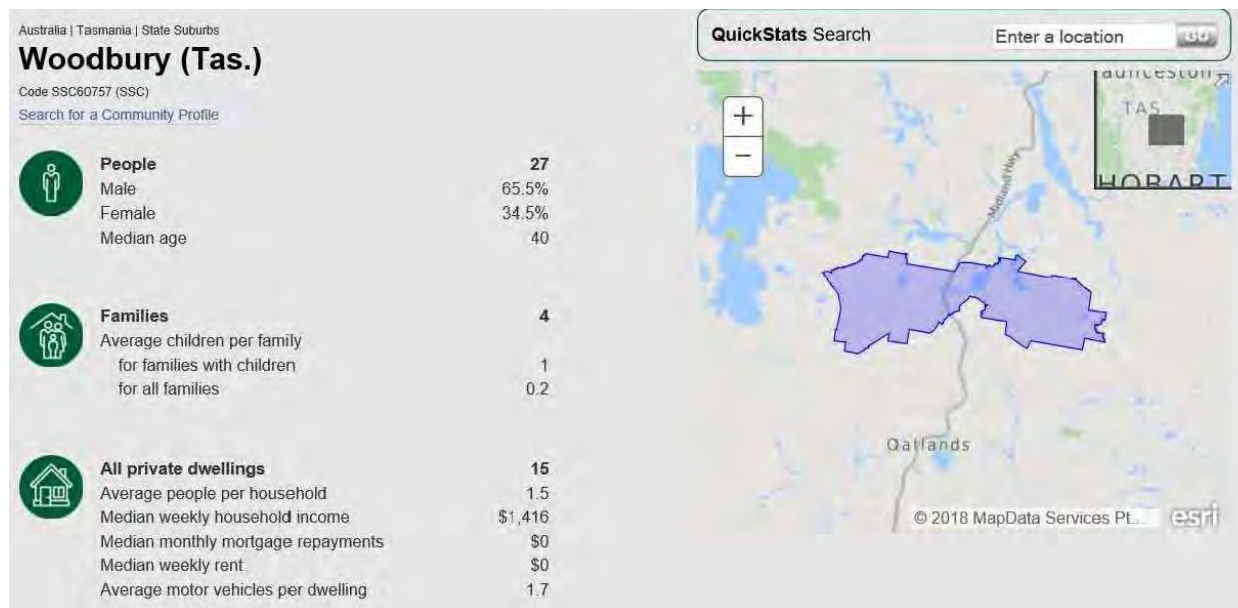 Australia | Tasmania | State Suburbs
Woodbury (Tas.)
Code SSC60757 (SSC)
Search for a Community Profile
People 27
Male 65.5%
Female 34.5%
Median age 40
Families 4
Average children per family
for families with children 1
for all families 0.2
All private dwellings 15
Average people per household 1.5
Median weekly household income $1,416
Median monthly mortgage repayments $0
Median weekly rent $0
Average motor vehicles per dwelling 1.7
QuickStats Search Enter a location GO
+
−
TAS
HOBART
Midland Hwy
Oatlands
© 2018 MapData Services Pt...
esri